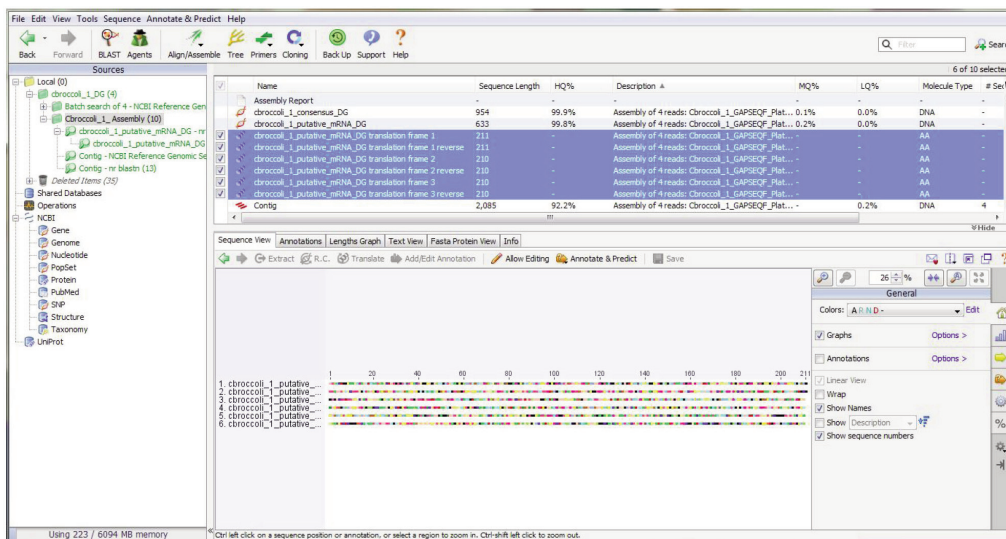 File Edit View Tools Sequence Annotate & Predict Help
Back Forward BLAST Agents Align/Assemble Tree Primers Cloning Back Up Support Help
Filter
Sources
6 of 10 selected
Local (0)
cbroccoli_1_DG (4)
Batch search of 4 - NCBI Reference Gen
Cbroccoli_1_Assembly (10)
cbroccoli_1_putative_mRNA_DG - nr
cbroccoli_1_putative_mRNA_DG
Contig - NCBI Reference Genomic Se
Contig - nr blastn (13)
Deleted Items (35)
Shared Databases
Operations
NCBI
Gene
Genome
Nucleotide
PopSet
Protein
PubMed
SNP
Structure
Taxonomy
UniProt
Name Sequence Length HQ% Description MQ% LQ% Molecule Type
Assembly Report - - - - - -
cbroccoli_1_consensus_DG 954 99.9% Assembly of 4 reads: Cbroccoli_1_GAPSEQF_Plat... 0.1% 0.0% DNA -
cbroccoli_1_putative_mRNA_DG 633 99.8% Assembly of 4 reads: Cbroccoli_1_GAPSEQF_Plat... 0.2% 0.0% DNA -
cbroccoli_1_putative_mRNA_DG translation frame 1 211 - Assembly of 4 reads: Cbroccoli_1_GAPSEQF_Plat... - - AA -
cbroccoli_1_putative_mRNA_DG translation frame 1 reverse 211 - Assembly of 4 reads: Cbroccoli_1_GAPSEQF_Plat... - - AA -
cbroccoli_1_putative_mRNA_DG translation frame 2 210 - Assembly of 4 reads: Cbroccoli_1_GAPSEQF_Plat... - - AA -
cbroccoli_1_putative_mRNA_DG translation frame 2 reverse 210 - Assembly of 4 reads: Cbroccoli_1_GAPSEQF_Plat... - - AA -
cbroccoli_1_putative_mRNA_DG translation frame 3 210 - Assembly of 4 reads: Cbroccoli_1_GAPSEQF_Plat... - - AA -
cbroccoli_1_putative_mRNA_DG translation frame 3 reverse 210 - Assembly of 4 reads: Cbroccoli_1_GAPSEQF_Plat... - - AA -
Contig 2,085 92.2% Assembly of 4 reads: Cbroccoli_1_GAPSEQF_Plat... - 0.2% DNA 4
Hide
Sequence View Annotations Lengths Graph Text View Fasta Protein View Info
Extract R.C. Translate Add/Edit Annotation Allow Editing Annotate & Predict Save
26 %
General
Colors: A R N D - Edit
Graphs Options >
Annotations Options >
Linear View
Wrap
Show Names
Show Description
Show sequence numbers
1 20 40 60 80 100 120 140 160 180 200 211
1. cbroccoli_1_putative_...
2. cbroccoli_1_putative_...
3. cbroccoli_1_putative_...
4. cbroccoli_1_putative_...
5. cbroccoli_1_putative_...
6. cbroccoli_1_putative_...
Using 223 / 6094 MB memory
Ctrl left click on a sequence position or annotation, or select a region to zoom in. Ctrl-shift left click to zoom out.